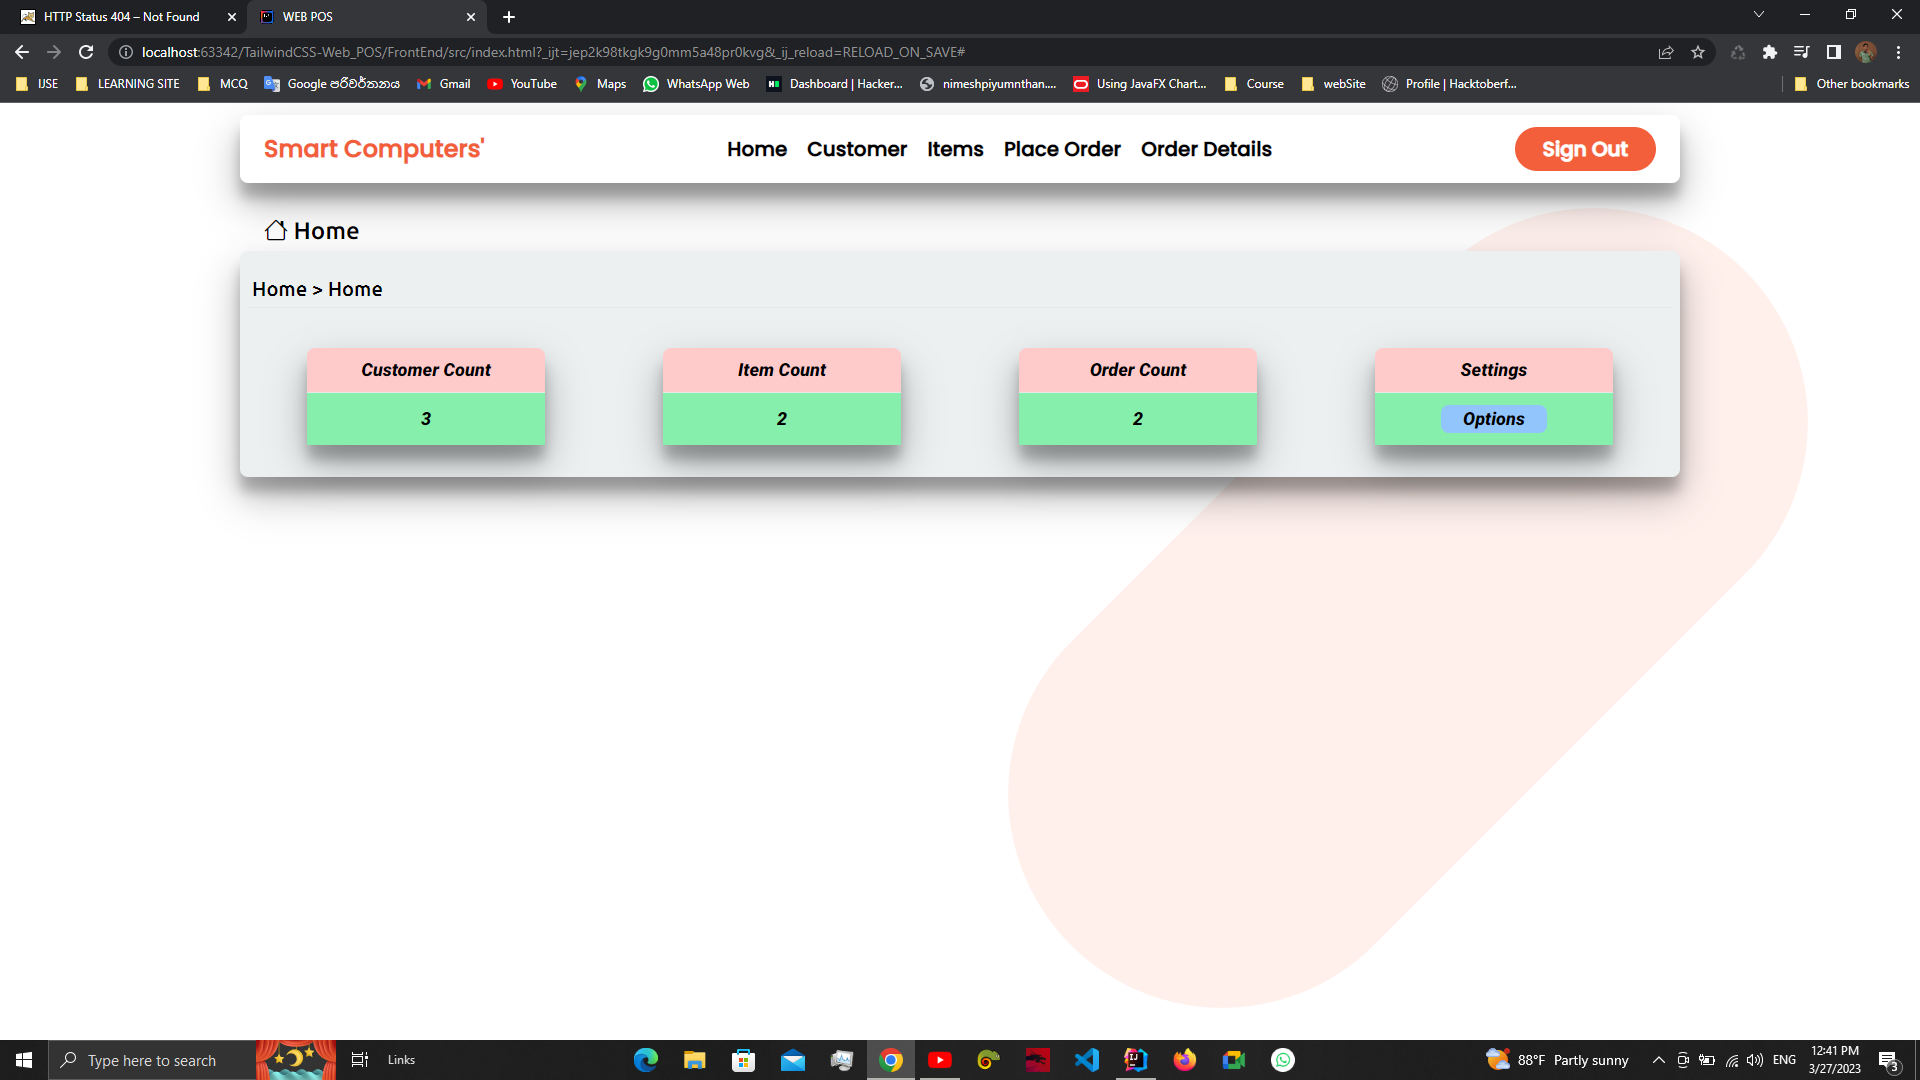 HTTP Status 404 – Not Found
WEB POS
localhost:63342/TailwindCSS-Web_POS/FrontEnd/src/index.html?_ijt=jep2k98tkgk9g0mm5a48pr0kvg&_ij_reload=RELOAD_ON_SAVE#
IJSE LEARNING SITE MCQ Google පරිවර්තනය Gmail YouTube Maps WhatsApp Web Dashboard | Hacker... nimeshpiyumnthan.... Using JavaFX Chart... Course webSite Profile | Hacktoberf... Other bookmarks
Smart Computers' Home Customer Items Place Order Order Details Sign Out
Home
Home > Home
Customer Count Item Count Order Count Settings
3 2 2 Options
Type here to search Links 88°F Partly sunny ENG 12:41 PM
3/27/2023 3